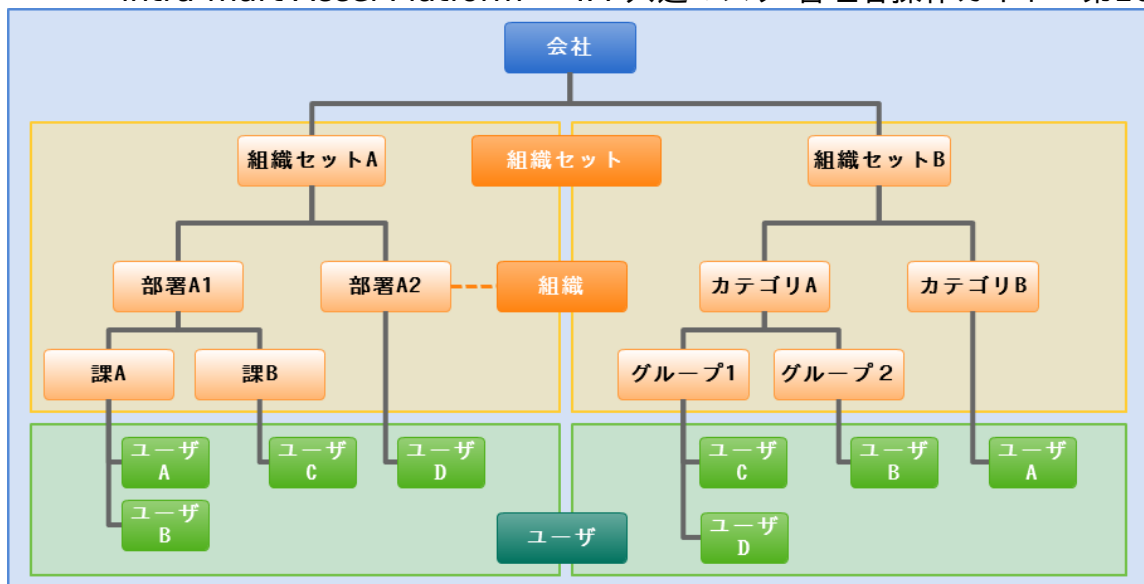 会社
組織セットA
組織セット
組織セットB
部署A1
部署A2
組織
カテゴリA
カテゴリB
課A
課B
グループ1
グループ２
ユーザ
A
ユーザ
C
ユーザ
D
ユーザ
C
ユーザ
B
ユーザ
A
ユーザ
B
ユーザ
ユーザ
D